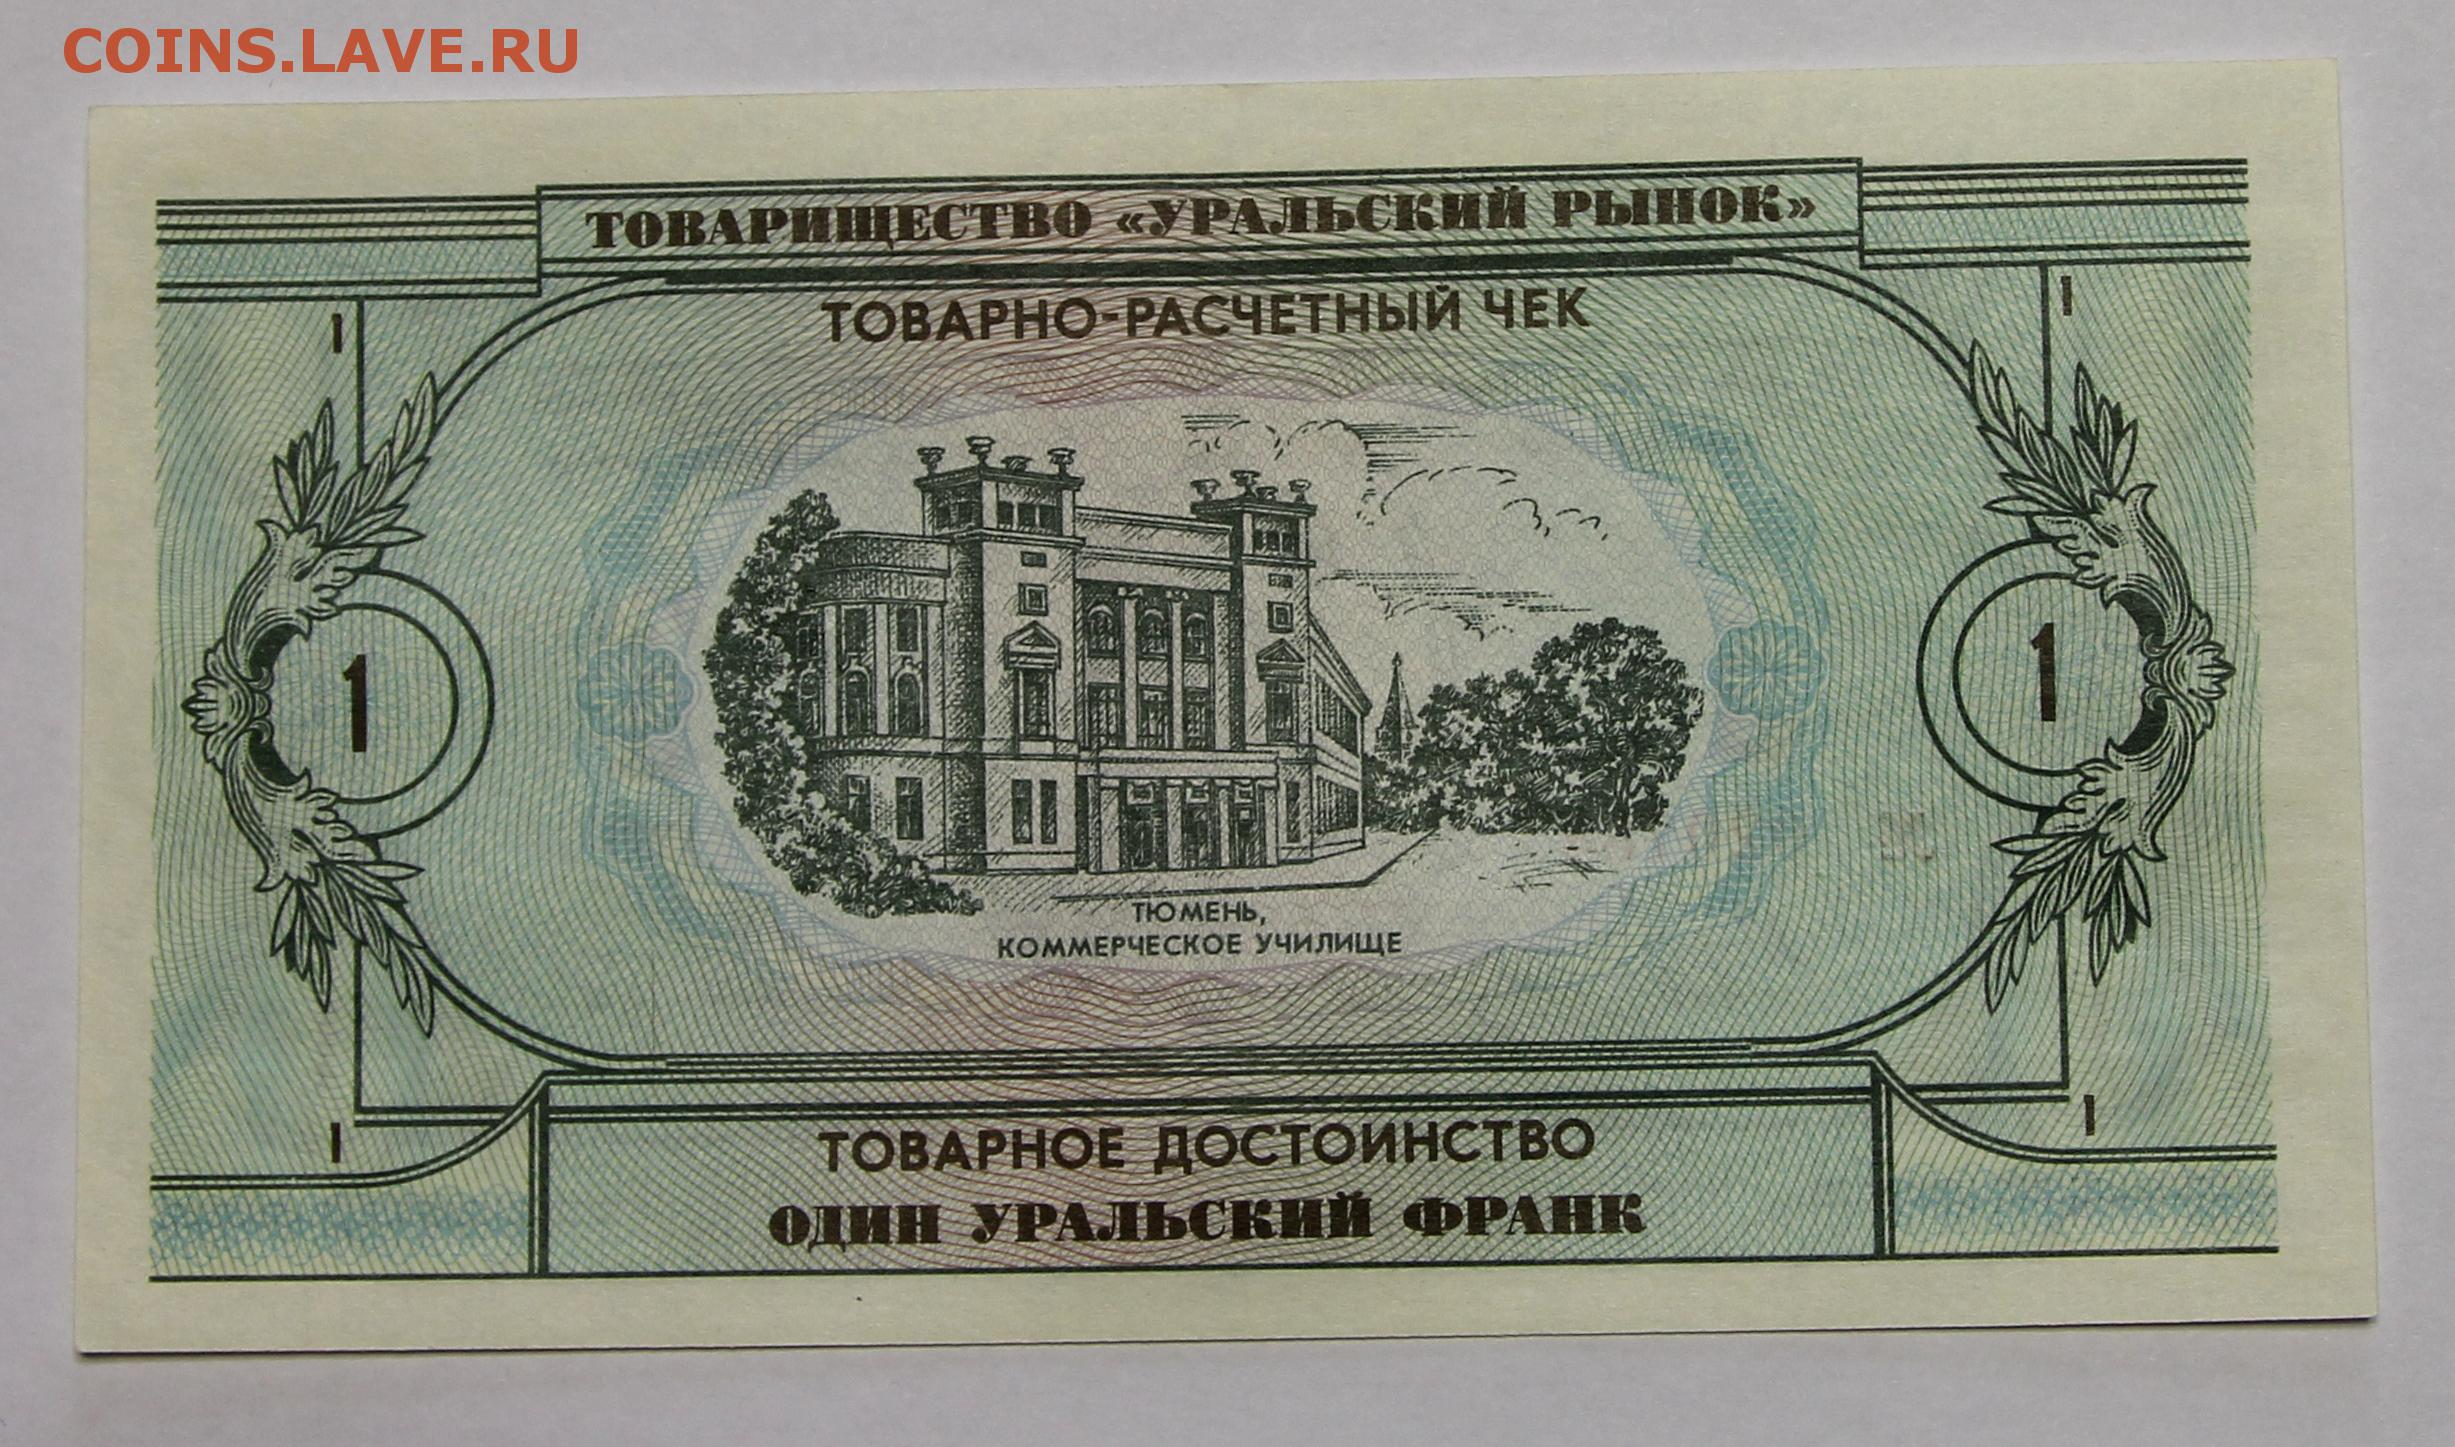 COINS.LAVE.RU
ТОВАРИЩЕСТВО «УРАЛЬСКИЙ РЫНОК»
ТОВАРНО-РАСЧЕТНЫЙ ЧЕК
1 1
1 1
ТЮМЕНЬ,
КОММЕРЧЕСКОЕ УЧИЛИЩЕ
1 1
ТОВАРНОЕ ДОСТОИНСТВО
ОДИН УРАЛЬСКИЙ ФРАНК